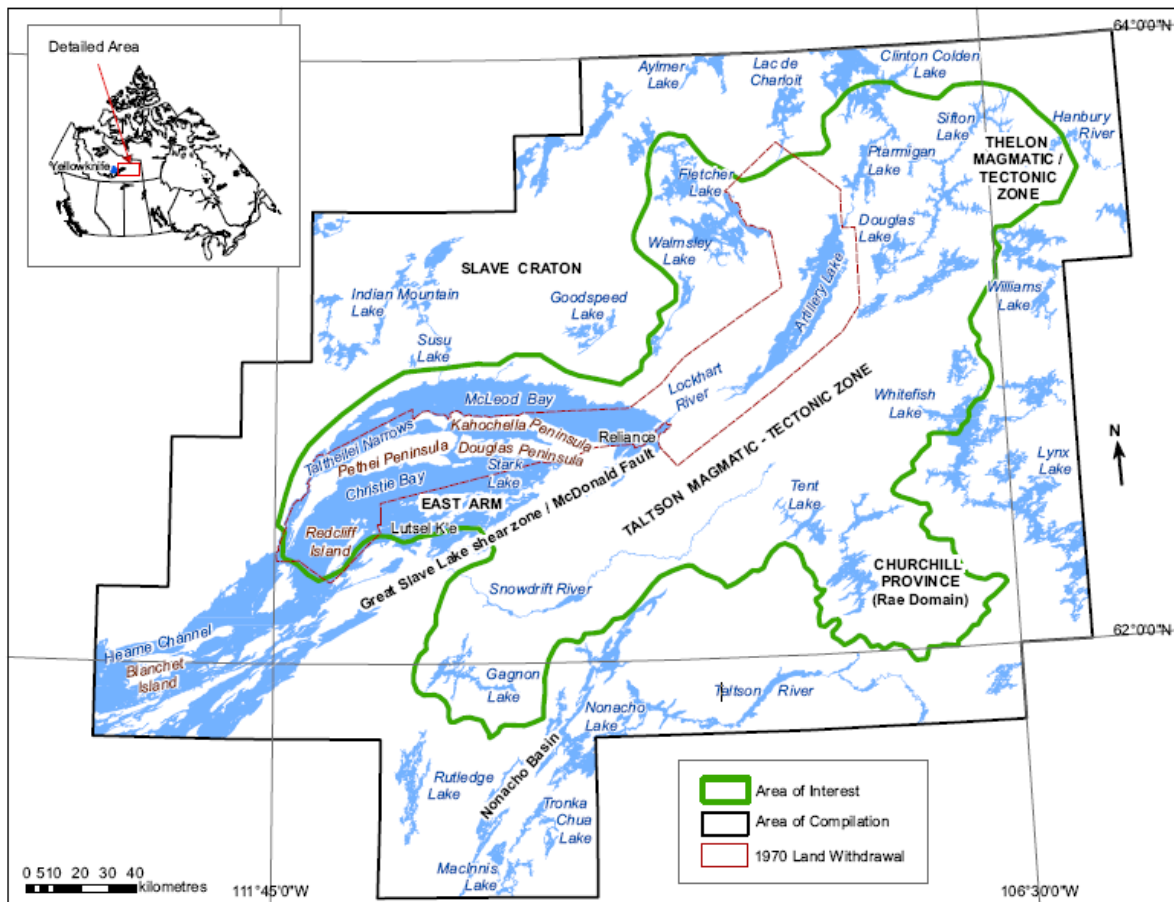 Detailed Area
Yellowknife
64°0'0"N
Aylmer
Lake
Lac de
Charloit
Clinton Colden
Lake
Sifton
Lake
Hanbury
River
THELON
MAGMATIC /
TECTONIC
ZONE
Ptarmigan
Lake
Fletcher
Lake
Douglas
Lake
Walmsley
Lake
SLAVE CRATON
Indian Mountain
Lake
Goodspeed
Lake
Artillery Lake
Williams
Lake
Susu
Lake
Lockhart
River
Whitefish
Lake
McLeod Bay
Kahochella Peninsula
Reliance
Taltheilei Narrows
Pethei Peninsula
Douglas Peninsula
Stark
Lake
Christie Bay
EAST ARM
Lutsel K'e
Redcliff
Island
Great Slave Lake shear zone / McDonald Fault
TALTSON MAGMATIC - TECTONIC ZONE
Lynx
Lake
N
Tent
Lake
Snowdrift River
CHURCHILL
PROVINCE
(Rae Domain)
62°0'0"N
Hearne Channel
Blanchet
Island
Gagnon
Lake
Nonacho
Lake
Taltson River
Rutledge
Lake
Nonacho Basin
Tronka
Chua
Lake
MacInnis
Lake
Area of Interest
Area of Compilation
1970 Land Withdrawal
0 5 10 20 30 40
kilometres
111°45'0"W
106°30'0"W